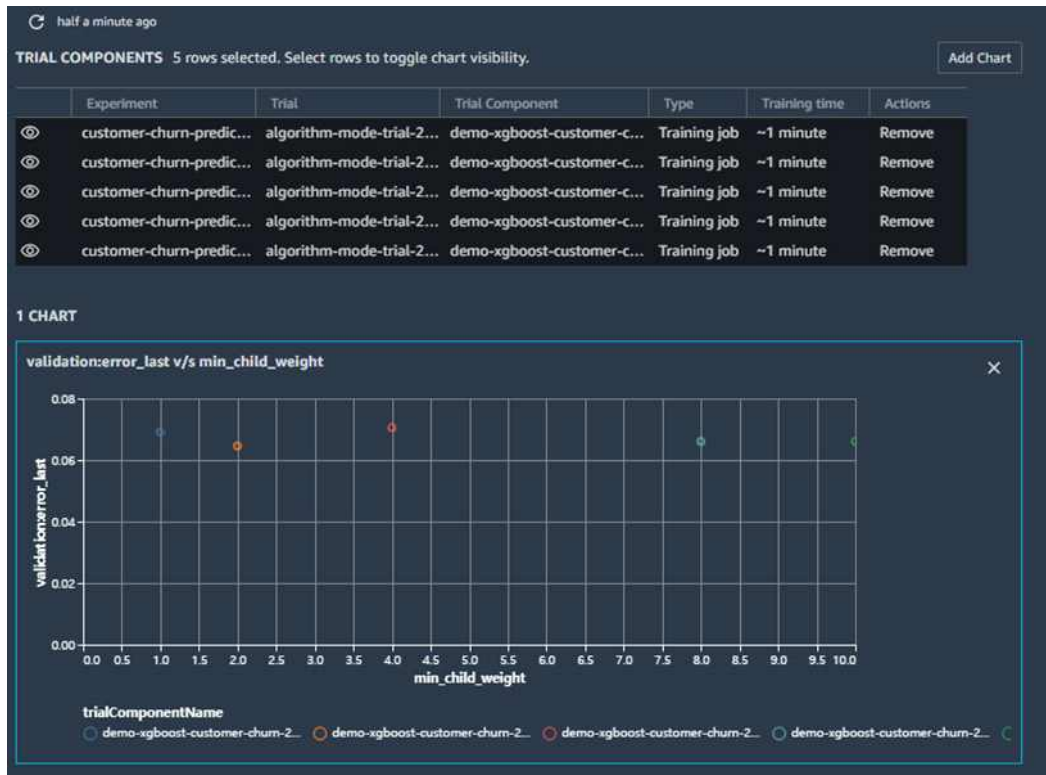 half a minute ago
TRIAL COMPONENTS 5 rows selected. Select rows to toggle chart visibility. Add Chart
Experiment Trial Trial Component Type Training time Actions
customer-churn-predic... algorithm-mode-trial-2... demo-xgboost-customer-c... Training job ~1 minute Remove
customer-churn-predic... algorithm-mode-trial-2... demo-xgboost-customer-c... Training job ~1 minute Remove
customer-churn-predic... algorithm-mode-trial-2... demo-xgboost-customer-c... Training job ~1 minute Remove
customer-churn-predic... algorithm-mode-trial-2... demo-xgboost-customer-c... Training job ~1 minute Remove
customer-churn-predic... algorithm-mode-trial-2... demo-xgboost-customer-c... Training job ~1 minute Remove
1 CHART
validation:error_last v/s min_child_weight
0.08
0.06
0.04
0.02
0.00
validation:error_last
0.0 0.5 1.0 1.5 2.0 2.5 3.0 3.5 4.0 4.5 5.0 5.5 6.0 6.5 7.0 7.5 8.0 8.5 9.0 9.5 10.0
min_child_weight
trialComponentName
demo-xgboost-customer-churn-2... demo-xgboost-customer-churn-2... demo-xgboost-customer-churn-2... demo-xgboost-customer-churn-2...